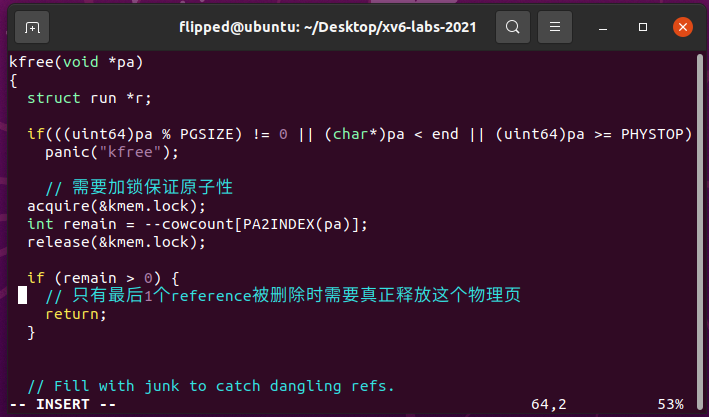 flipped@ubuntu: ~/Desktop/xv6-labs-2021
kfree(void *pa)
{
  struct run *r;

  if(((uint64)pa % PGSIZE) != 0 || (char*)pa < end || (uint64)pa >= PHYSTOP)
    panic("kfree");

    // 需要加锁保证原子性
  acquire(&kmem.lock);
  int remain = --cowcount[PA2INDEX(pa)];
  release(&kmem.lock);

  if (remain > 0) {
    // 只有最后1个reference被删除时需要真正释放这个物理页
    return;
  }


  // Fill with junk to catch dangling refs.
-- INSERT -- 64,2 53%